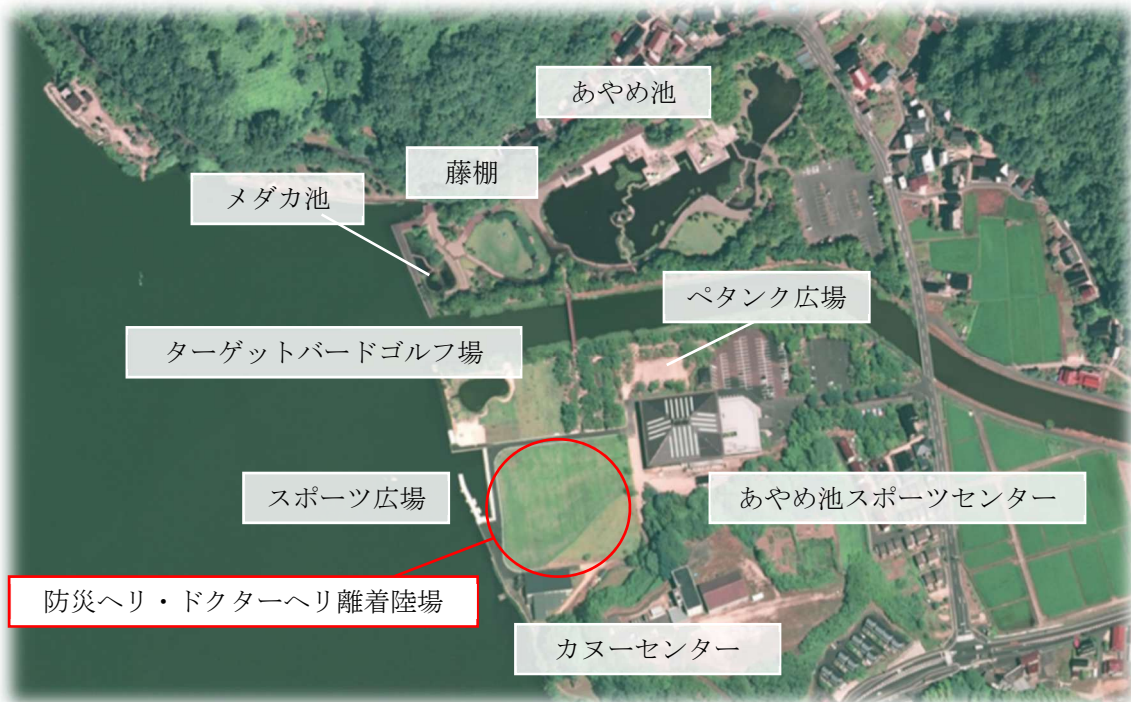 あやめ池
藤棚
メダカ池
ペタンク広場
ターゲットバードゴルフ場
スポーツ広場
あやめ池スポーツセンター
防災ヘリ・ドクターヘリ離着陸場
カヌーセンター